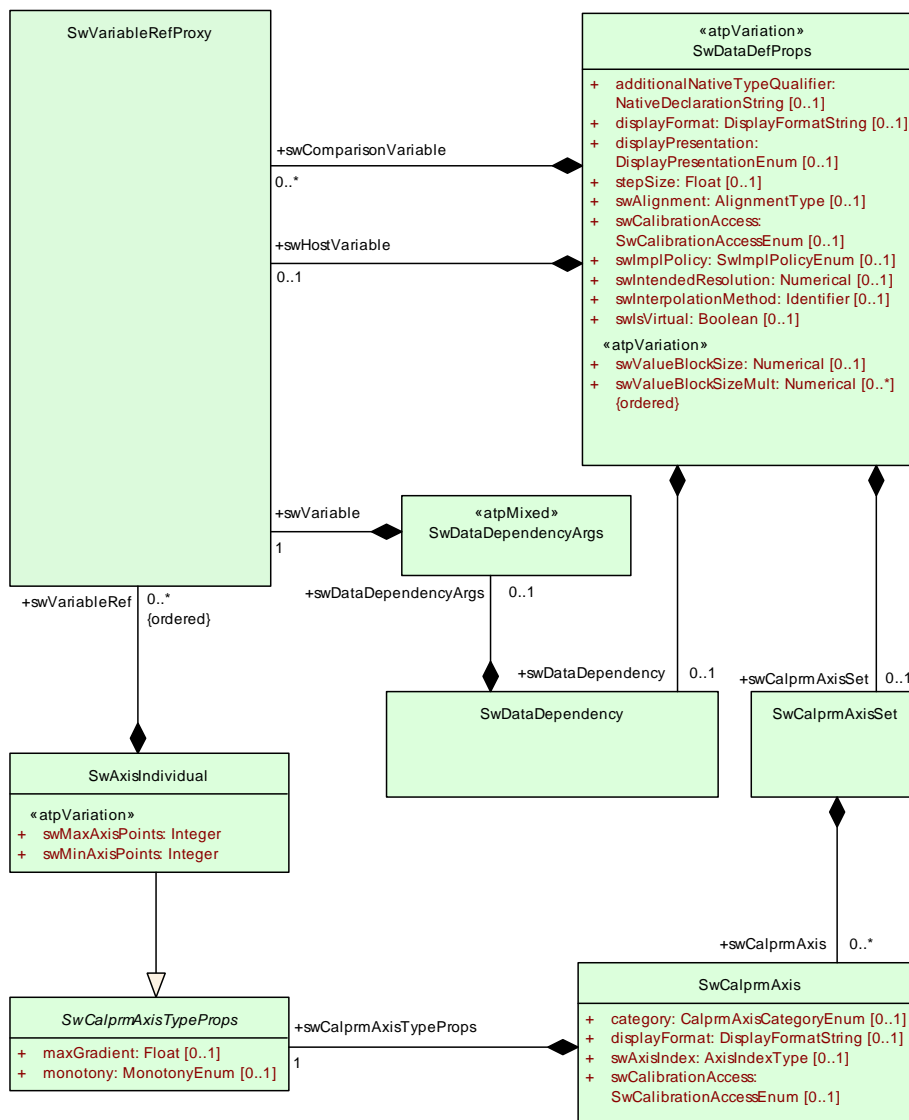 SwVariableRefProxy
«atpVariation»
SwDataDefProps
+ additionalNativeTypeQualifier:
NativeDeclarationString [0..1]
+ displayFormat: DisplayFormatString [0..1]
+ displayPresentation:
DisplayPresentationEnum [0..1]
+ stepSize: Float [0..1]
+ swAlignment: AlignmentType [0..1]
+ swCalibrationAccess:
SwCalibrationAccessEnum [0..1]
+ swImplPolicy: SwImplPolicyEnum [0..1]
+ swIntendedResolution: Numerical [0..1]
+ swInterpolationMethod: Identifier [0..1]
+ swIsVirtual: Boolean [0..1]
«atpVariation»
+ swValueBlockSize: Numerical [0..1]
+ swValueBlockSizeMult: Numerical [0..*]
{ordered}
+swComparisonVariable
0..*
+swHostVariable
0..1
+swVariable
1
«atpMixed»
SwDataDependencyArgs
+swDataDependencyArgs
0..1
+swVariableRef
0..*
{ordered}
+swDataDependency
0..1
+swCalprmAxisSet
0..1
SwDataDependency
SwCalprmAxisSet
SwAxisIndividual
«atpVariation»
+ swMaxAxisPoints: Integer
+ swMinAxisPoints: Integer
+swCalprmAxis
0..*
SwCalprmAxisTypeProps
+ maxGradient: Float [0..1]
+ monotony: MonotonyEnum [0..1]
+swCalprmAxisTypeProps
1
SwCalprmAxis
+ category: CalprmAxisCategoryEnum [0..1]
+ displayFormat: DisplayFormatString [0..1]
+ swAxisIndex: AxisIndexType [0..1]
+ swCalibrationAccess:
SwCalibrationAccessEnum [0..1]